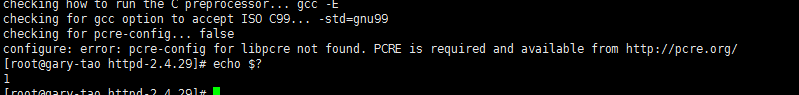 checking how to run the C preprocessor... gcc -E
checking for gcc option to accept ISO C99... -std=gnu99
checking for pcre-config... false
configure: error: pcre-config for libpcre not found. PCRE is required and available from http://pcre.org/
[root@gary-tao httpd-2.4.29]# echo $?
1
[root@gary-tao httpd-2.4.29]#